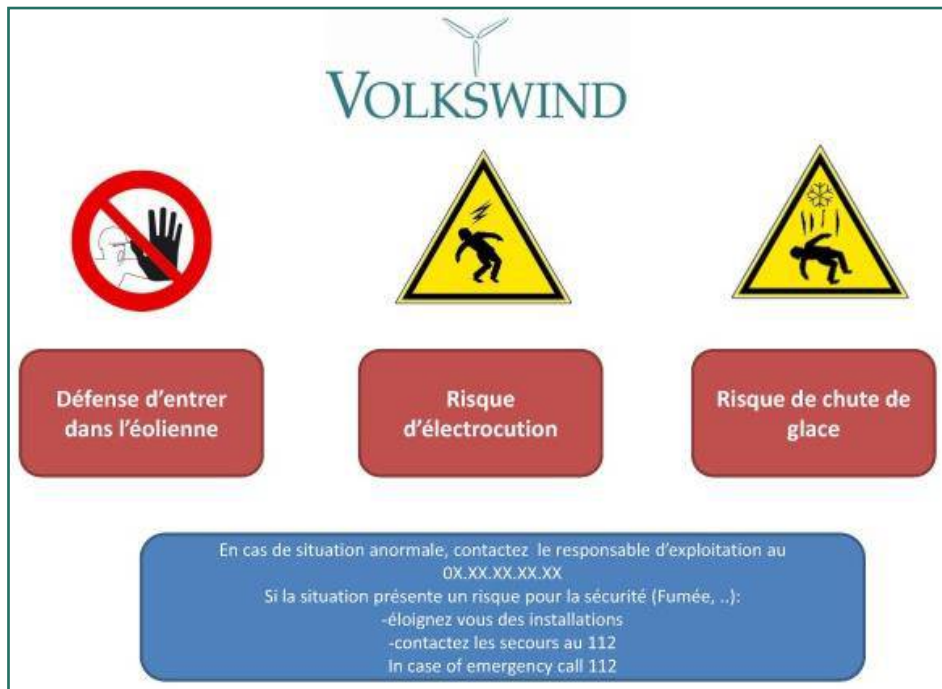 VOLKSWIND
Défense d'entrer
dans l'éolienne
Risque
d'électrocution
Risque de chute de
glace
En cas de situation anormale, contactez le responsable d'exploitation au
0X.XX.XX.XX.XX
Si la situation présente un risque pour la sécurité (Fumée, ..):
-éloignez vous des installations
-contactez les secours au 112
In case of emergency call 112